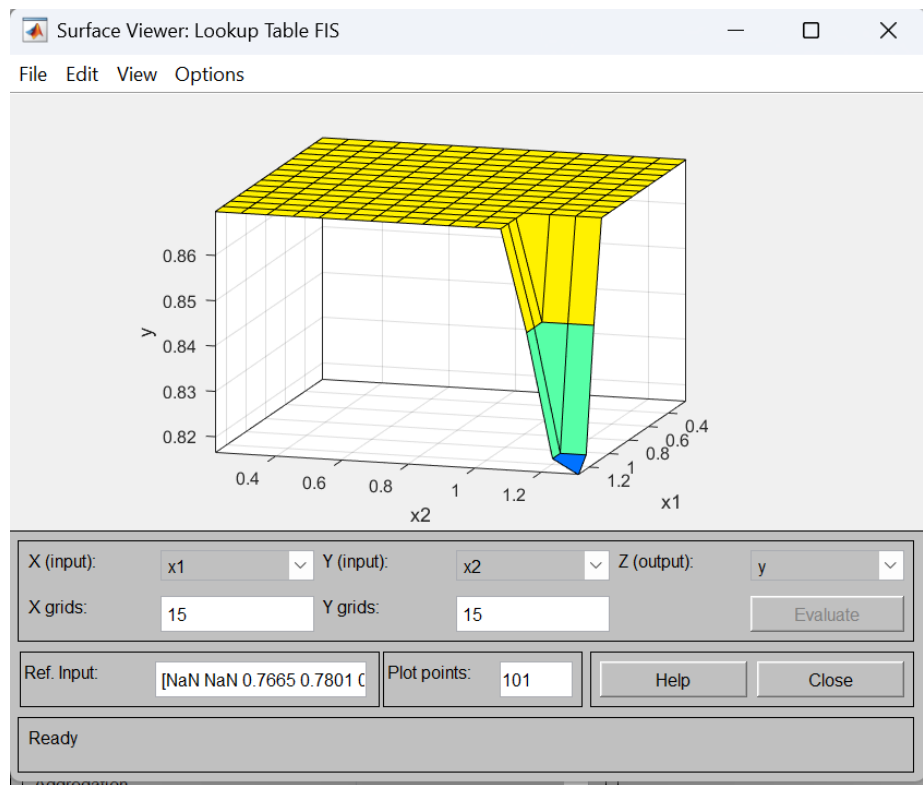 Surface Viewer: Lookup Table FIS
File Edit View Options
0.86
0.85
0.84
0.83
0.82
y
0.4 0.6 0.8 1 1.2
x2
0.4
0.6
0.8
1
1.2
x1
X (input): x1 Y (input): x2 Z (output): y
X grids: 15 Y grids: 15 Evaluate
Ref. Input: [NaN NaN 0.7665 0.7801 Plot points: 101 Help Close
Ready